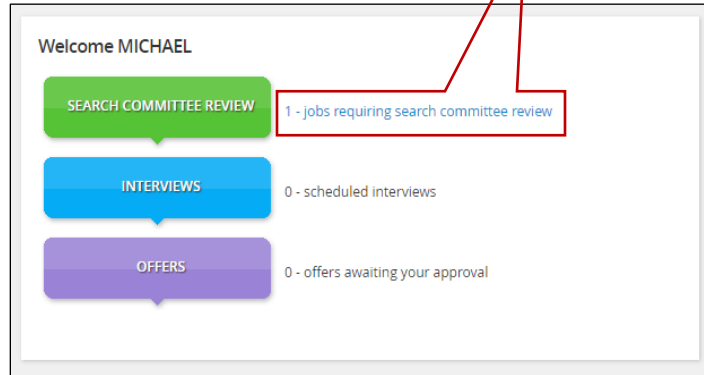 Welcome MICHAEL
SEARCH COMMITTEE REVIEW
1 - jobs requiring search committee review
INTERVIEWS
0 - scheduled interviews
OFFERS
0 - offers awaiting your approval